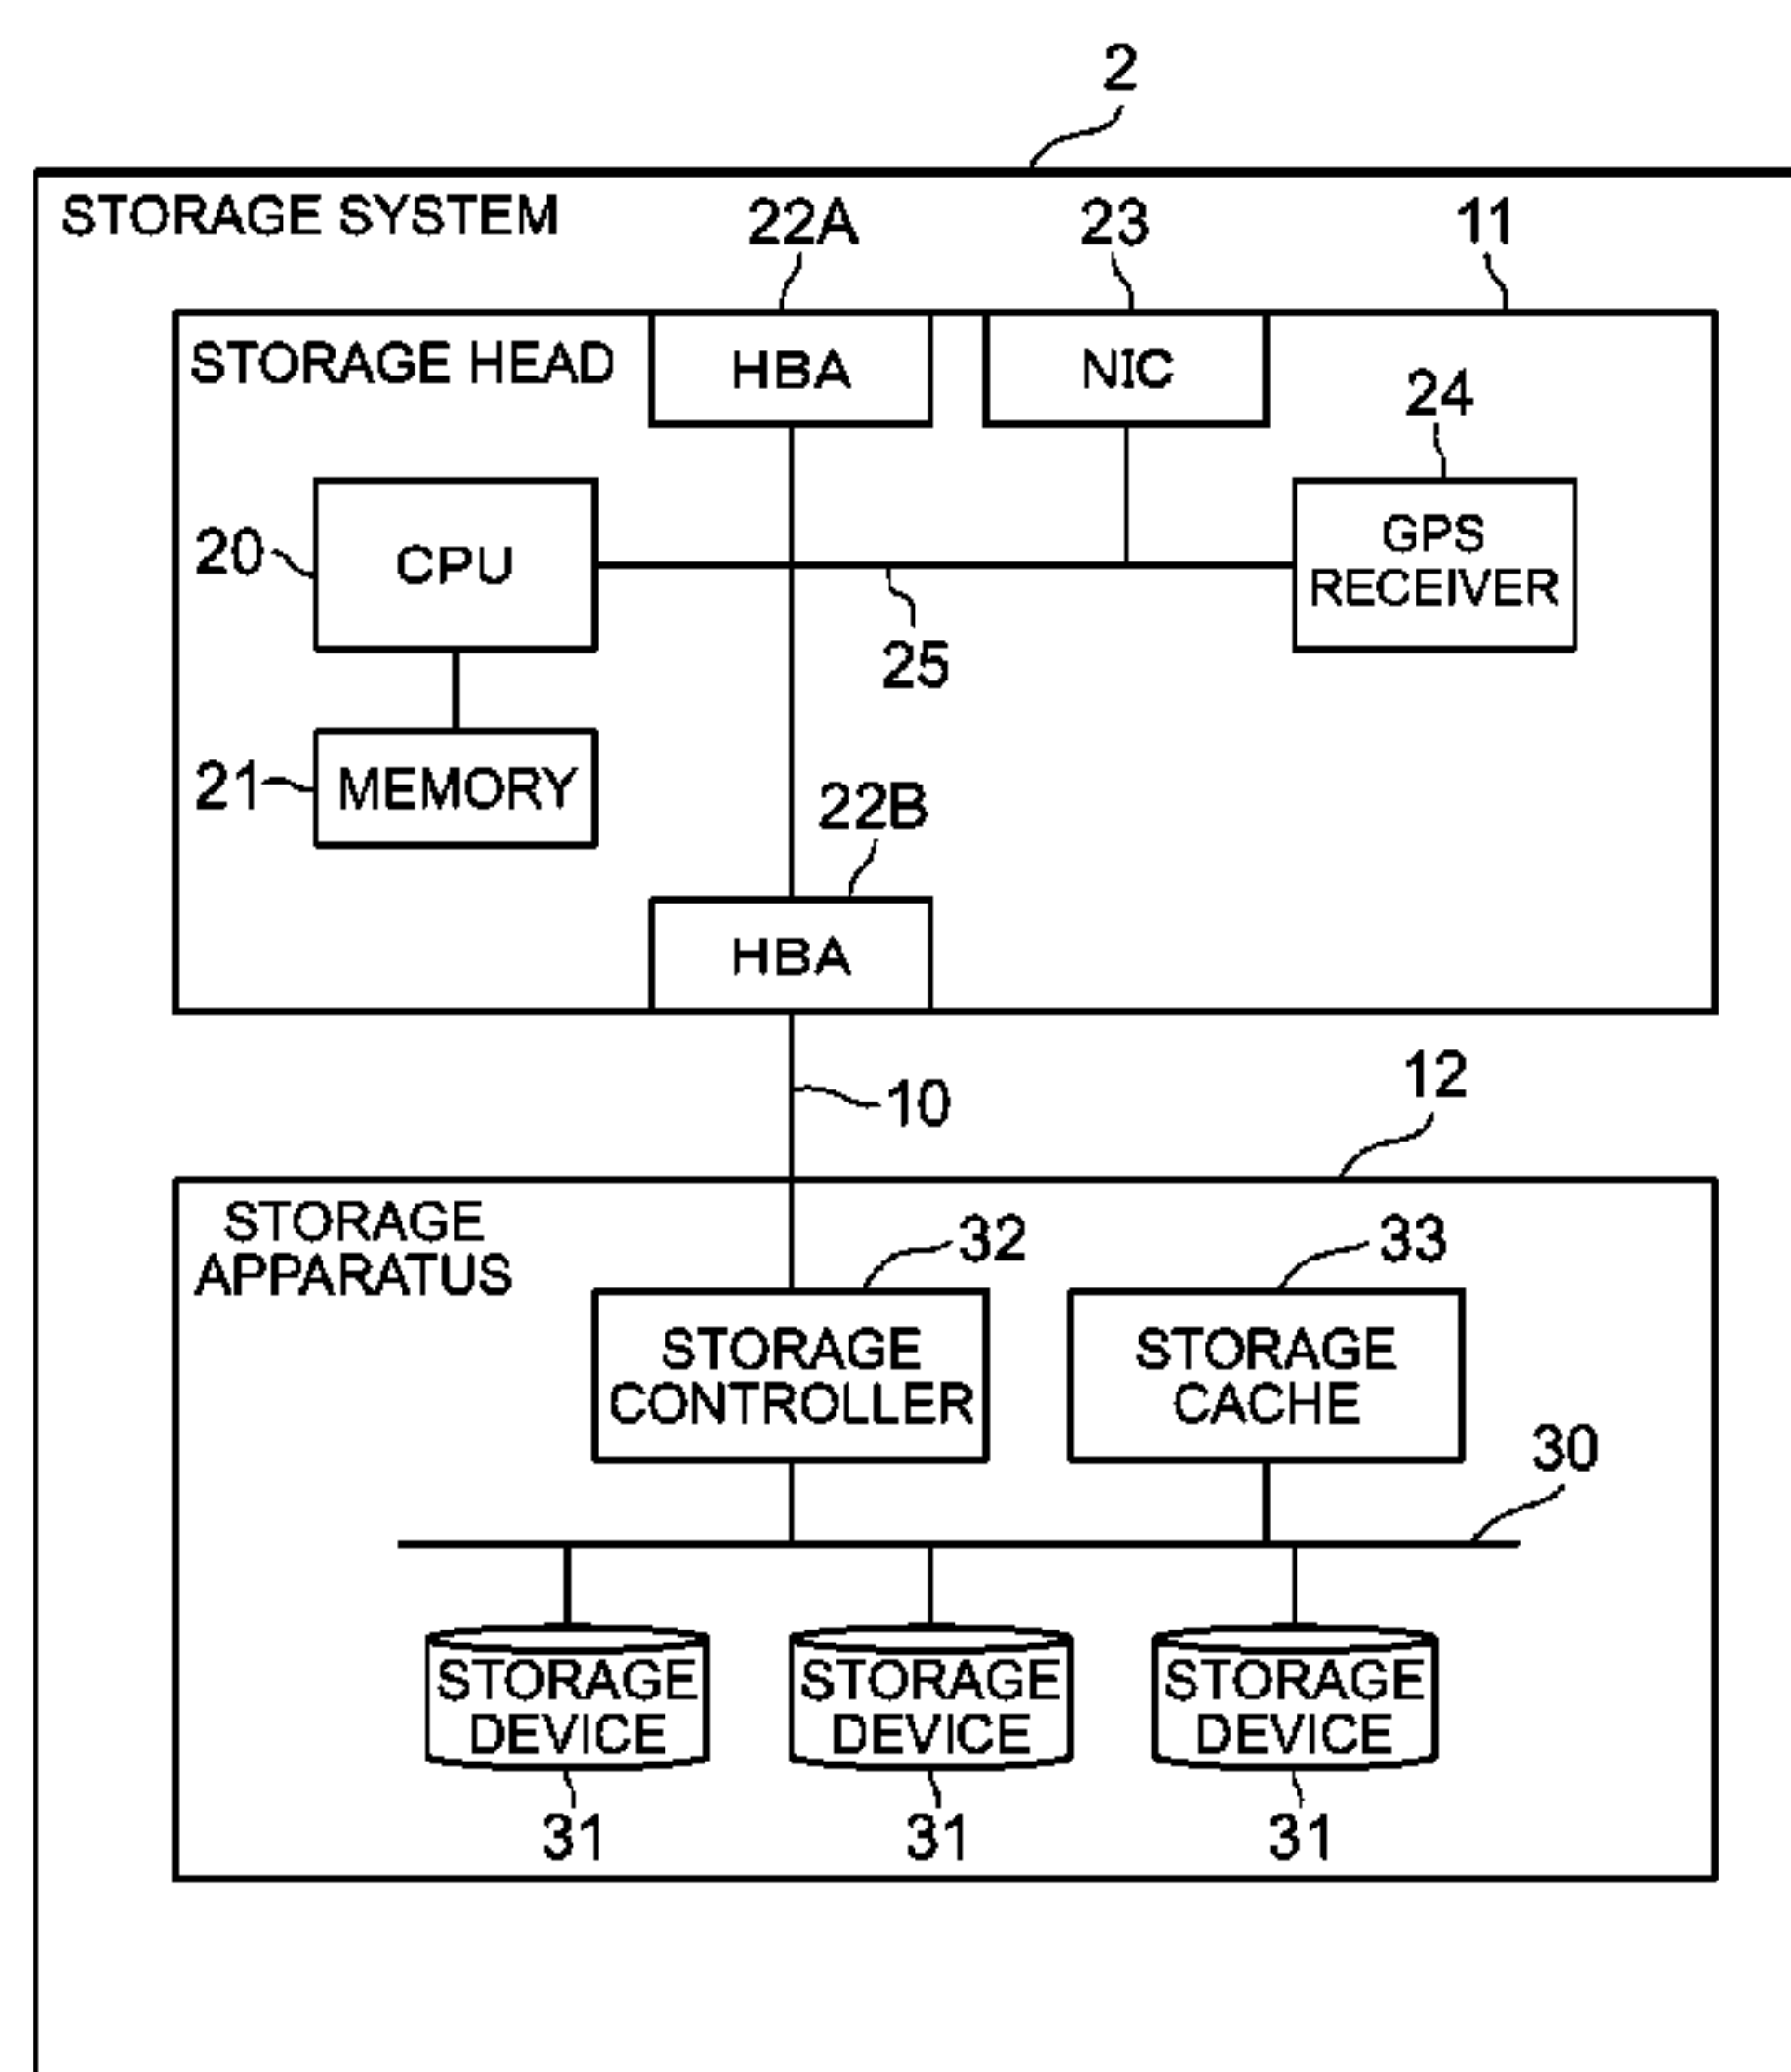 2
STORAGE SYSTEM
22A
23
11
STORAGE HEAD
HBA
NIC
24
20
CPU
GPS
RECEIVER
25
21
MEMORY
22B
HBA
10
12
STORAGE
APPARATUS
32
33
STORAGE
CONTROLLER
STORAGE
CACHE
30
STORAGE
DEVICE
STORAGE
DEVICE
STORAGE
DEVICE
31
31
31